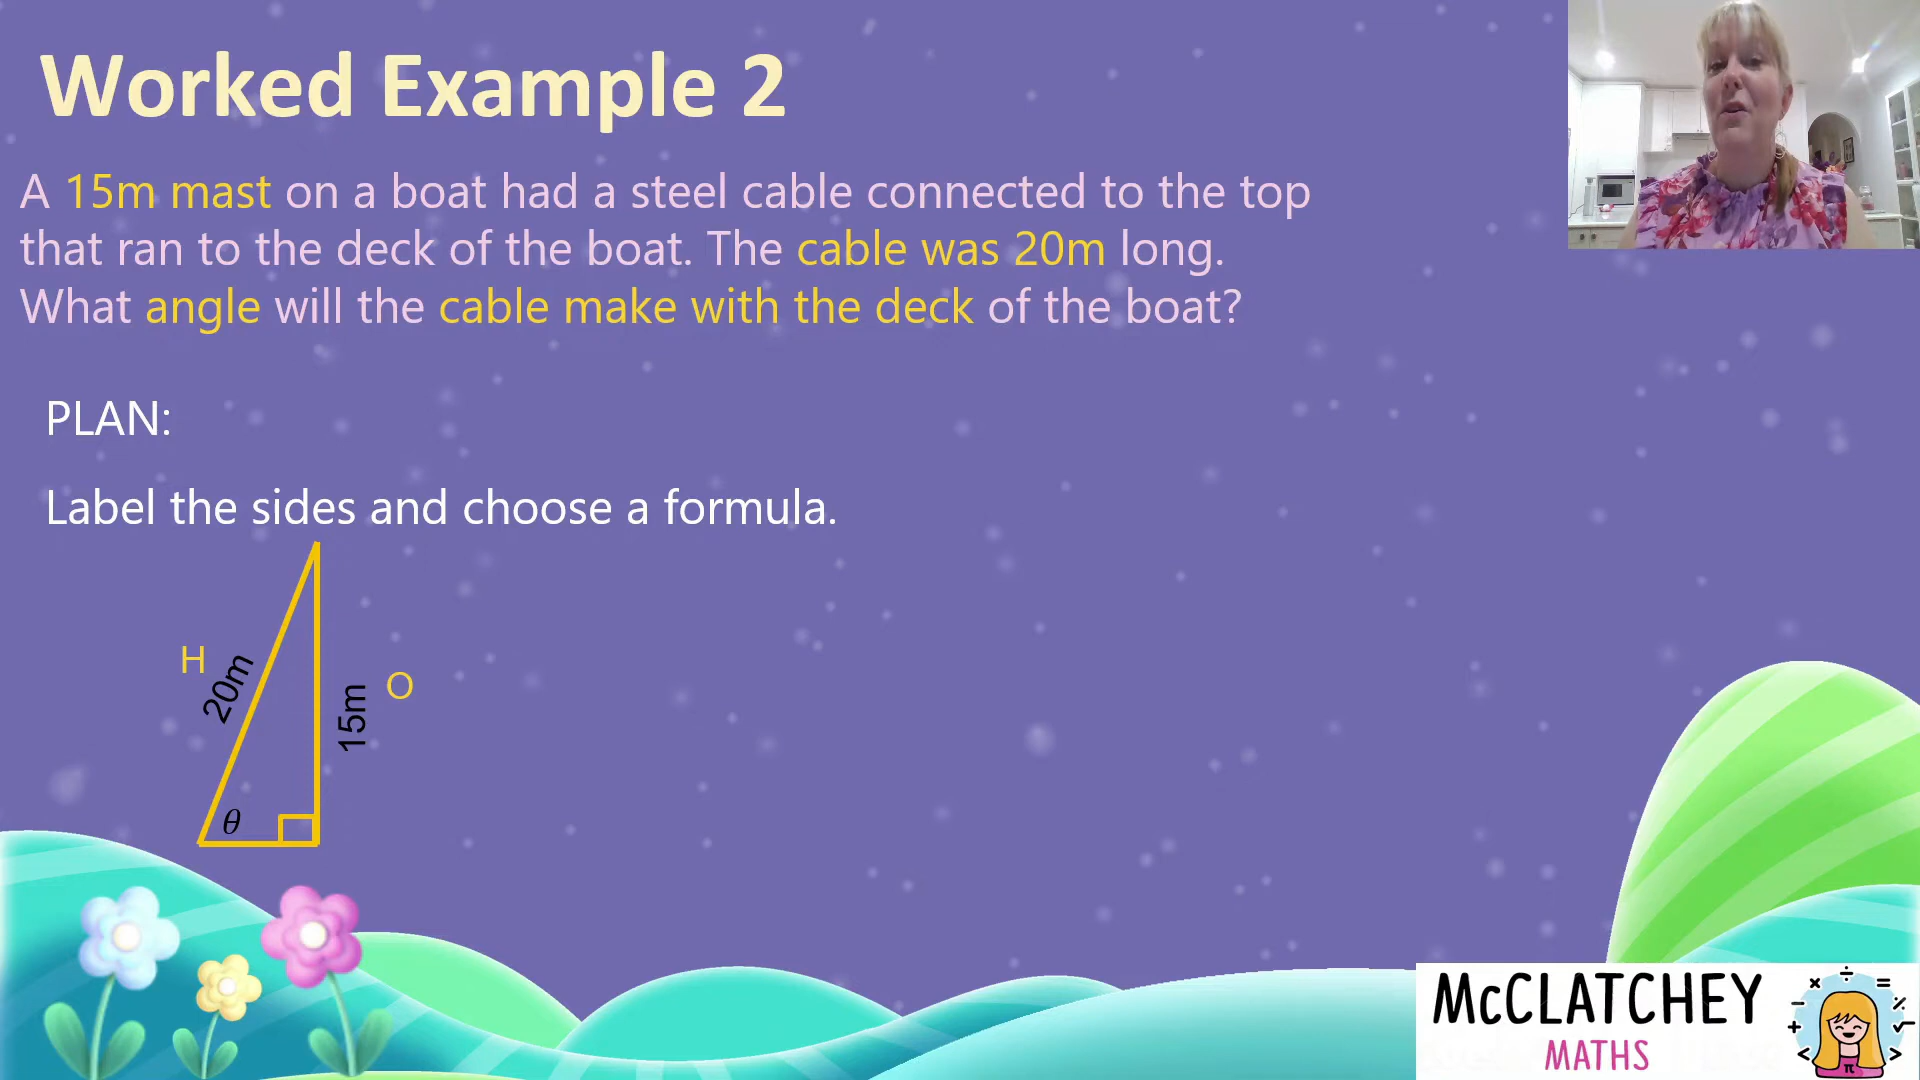 Worked Example 2
A 15m mast on a boat had a steel cable connected to the top
that ran to the deck of the boat. The cable was 20m long.
What angle will the cable make with the deck of the boat?
PLAN:
Label the sides and choose a formula.
H
20m
15m
O
θ
McCLATCHEY
MATHS
× ÷ =
− %
+ √
< >
π